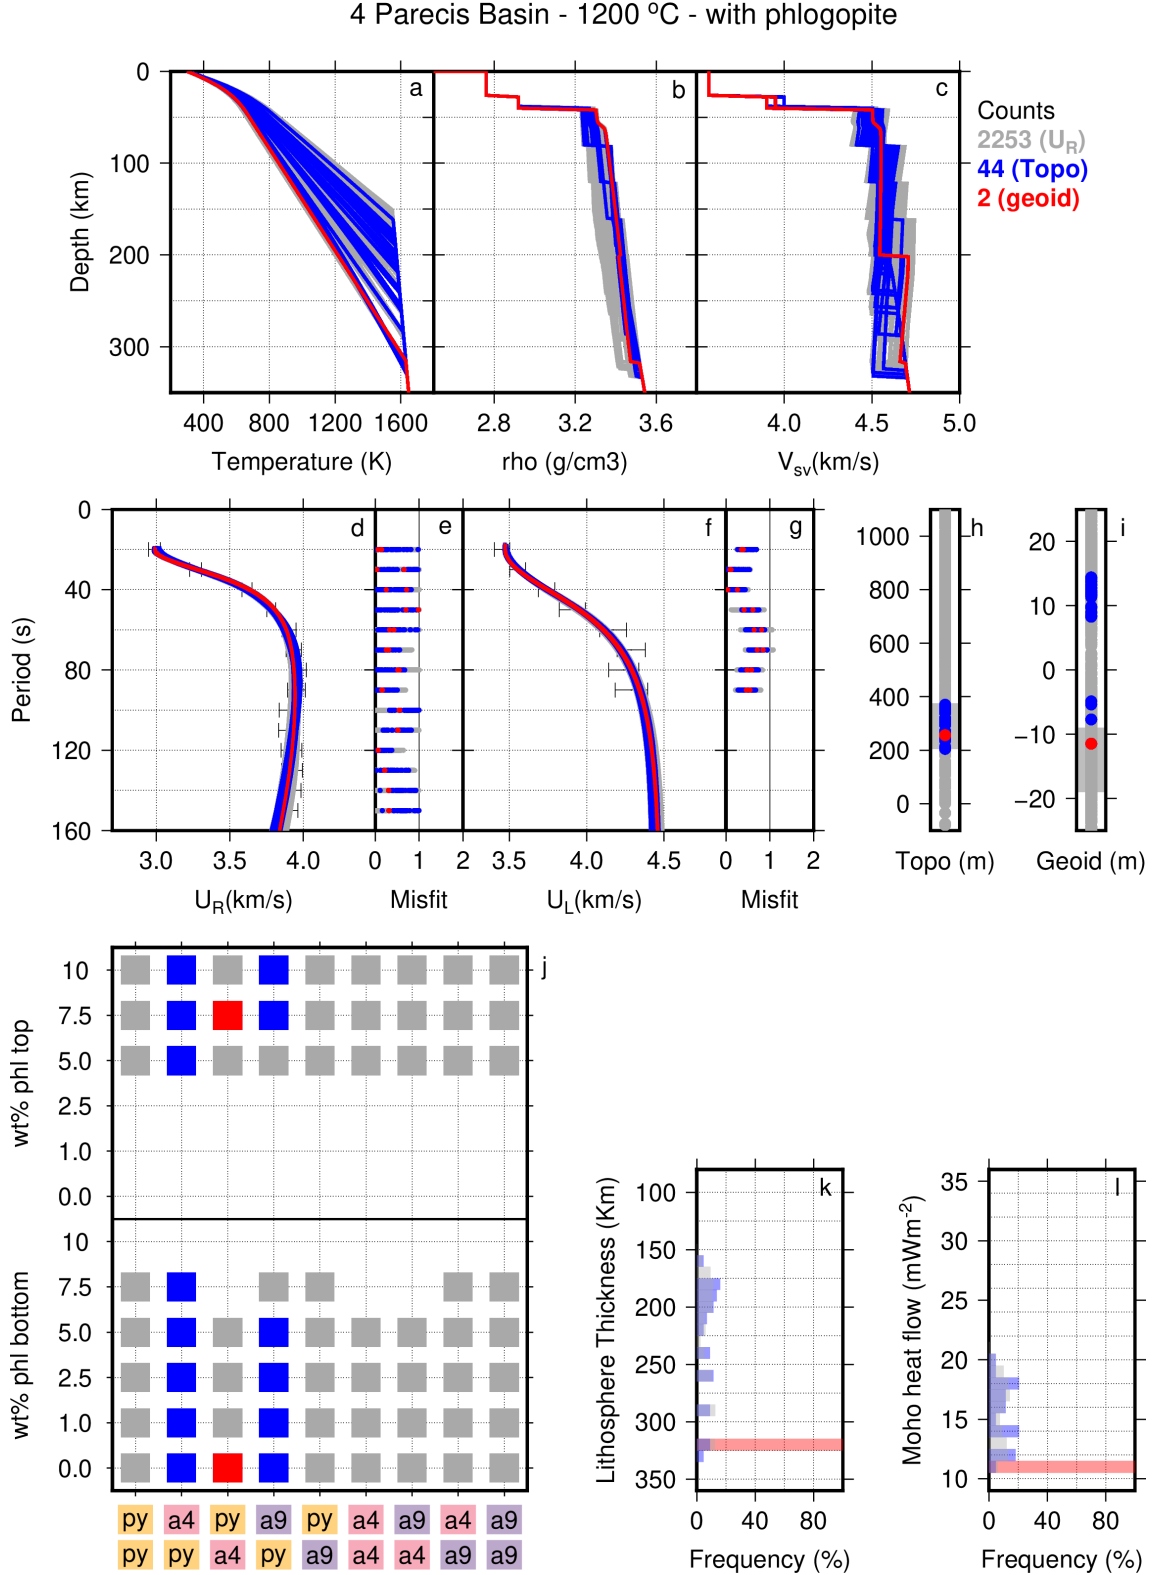 4 Parecis Basin - 1200 ºC - with phlogopite
a
b
c
0
100
200
300
Depth (km)
400 800 1200 1600
2.8 3.2 3.6
4.0 4.5 5.0
Temperature (K)
rho (g/cm3)
Vsv(km/s)
Counts
2253 (UR)
44 (Topo)
2 (geoid)
d
e
f
g
h
i
0
40
80
120
160
Period (s)
3.0 3.5 4.0
0 1 2
3.5 4.0 4.5
0 1 2
UR(km/s)
Misfit
UL(km/s)
Misfit
1000
800
600
400
200
0
Topo (m)
20
10
0
−10
−20
Geoid (m)
j
10
7.5
5.0
2.5
1.0
0.0
wt% phl top
10
7.5
5.0
2.5
1.0
0.0
wt% phl bottom
py a4 py a9 py a4 a9 a4 a9
py py a4 py a9 a4 a4 a9 a9
k
100
150
200
250
300
350
Lithosphere Thickness (Km)
0 40 80
Frequency (%)
l
35
30
25
20
15
10
Moho heat flow (mWm-2)
0 40 80
Frequency (%)